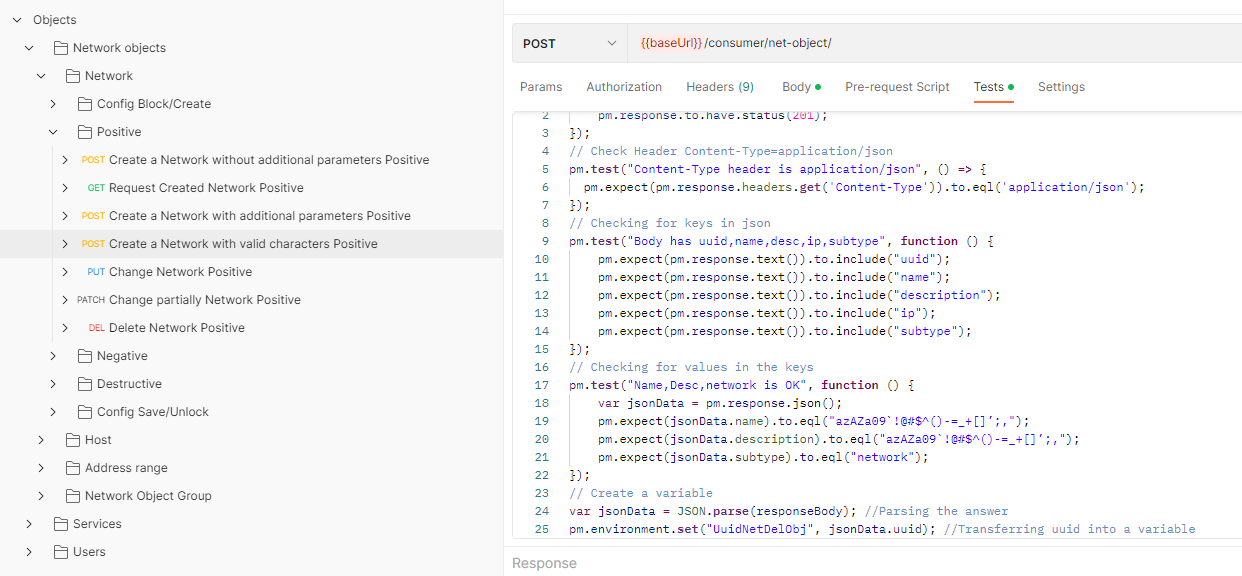 Objects
Network objects
Network
Config Block/Create
Positive
POST Create a Network without additional parameters Positive
GET Request Created Network Positive
POST Create a Network with additional parameters Positive
POST Create a Network with valid characters Positive
PUT Change Network Positive
PATCH Change partially Network Positive
DEL Delete Network Positive
Negative
Destructive
Config Save/Unlock
Host
Address range
Network Object Group
Services
Users
POST {{baseUrl}}/consumer/net-object/
Params Authorization Headers (9) Body Pre-request Script Tests Settings
2 pm.response.to.have.status(201);
3 });
4 // Check Header Content-Type=application/json
5 pm.test("Content-Type header is application/json", () => {
6 pm.expect(pm.response.headers.get('Content-Type')).to.eql('application/json');
7 });
8 // Checking for keys in json
9 pm.test("Body has uuid,name,desc,ip,subtype", function () {
10 pm.expect(pm.response.text()).to.include("uuid");
11 pm.expect(pm.response.text()).to.include("name");
12 pm.expect(pm.response.text()).to.include("description");
13 pm.expect(pm.response.text()).to.include("ip");
14 pm.expect(pm.response.text()).to.include("subtype");
15 });
16 // Checking for values in the keys
17 pm.test("Name,Desc,network is OK", function () {
18 var jsonData = pm.response.json();
19 pm.expect(jsonData.name).to.eql("azAZa09`!@#$^()-=_+[]’;,");
20 pm.expect(jsonData.description).to.eql("azAZa09`!@#$^()-=_+[]’;,");
21 pm.expect(jsonData.subtype).to.eql("network");
22 });
23 // Create a variable
24 var jsonData = JSON.parse(responseBody); //Parsing the answer
25 pm.environment.set("UuidNetDelObj", jsonData.uuid); //Transferring uuid into a variable
Response